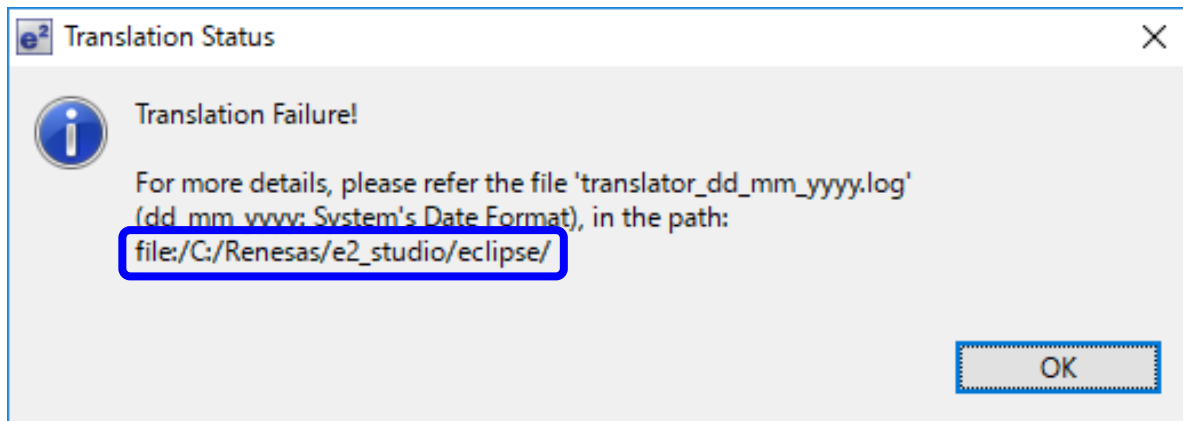 e² Translation Status
Translation Failure!
For more details, please refer the file 'translator_dd_mm_yyyy.log'
(dd_mm_yyyy: System's Date Format), in the path:
file:/C:/Renesas/e2_studio/eclipse/
OK